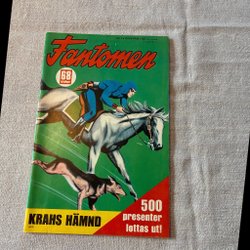 Fantomen
68
KRAHS HÄMND
500
presenter
lottas ut!